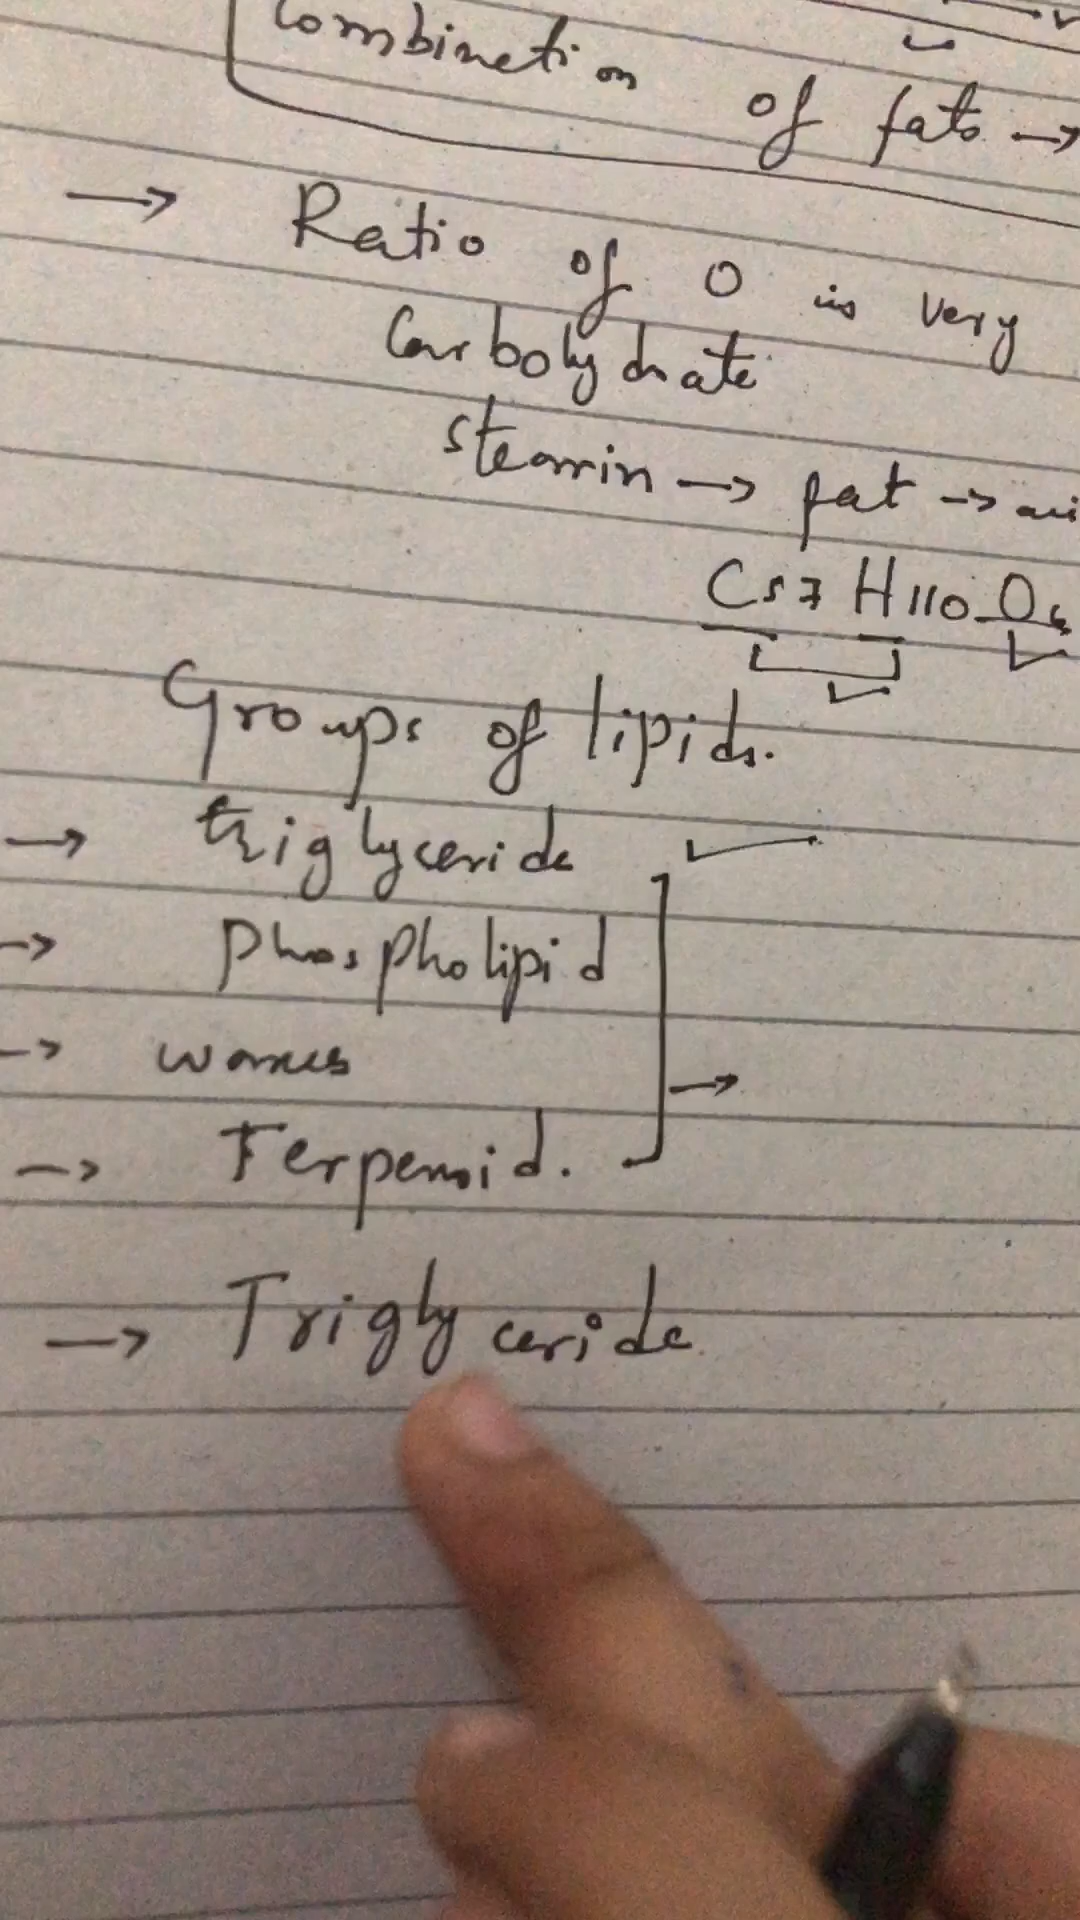 Combination of fats →
→ Ratio of O is very
Carbohydrate
stearin → fat →
C57 H110 O6
Groups of lipids.
→ triglyceride
→ phospholipid
→ waxes
→ Terpenoid.
→ Triglyceride